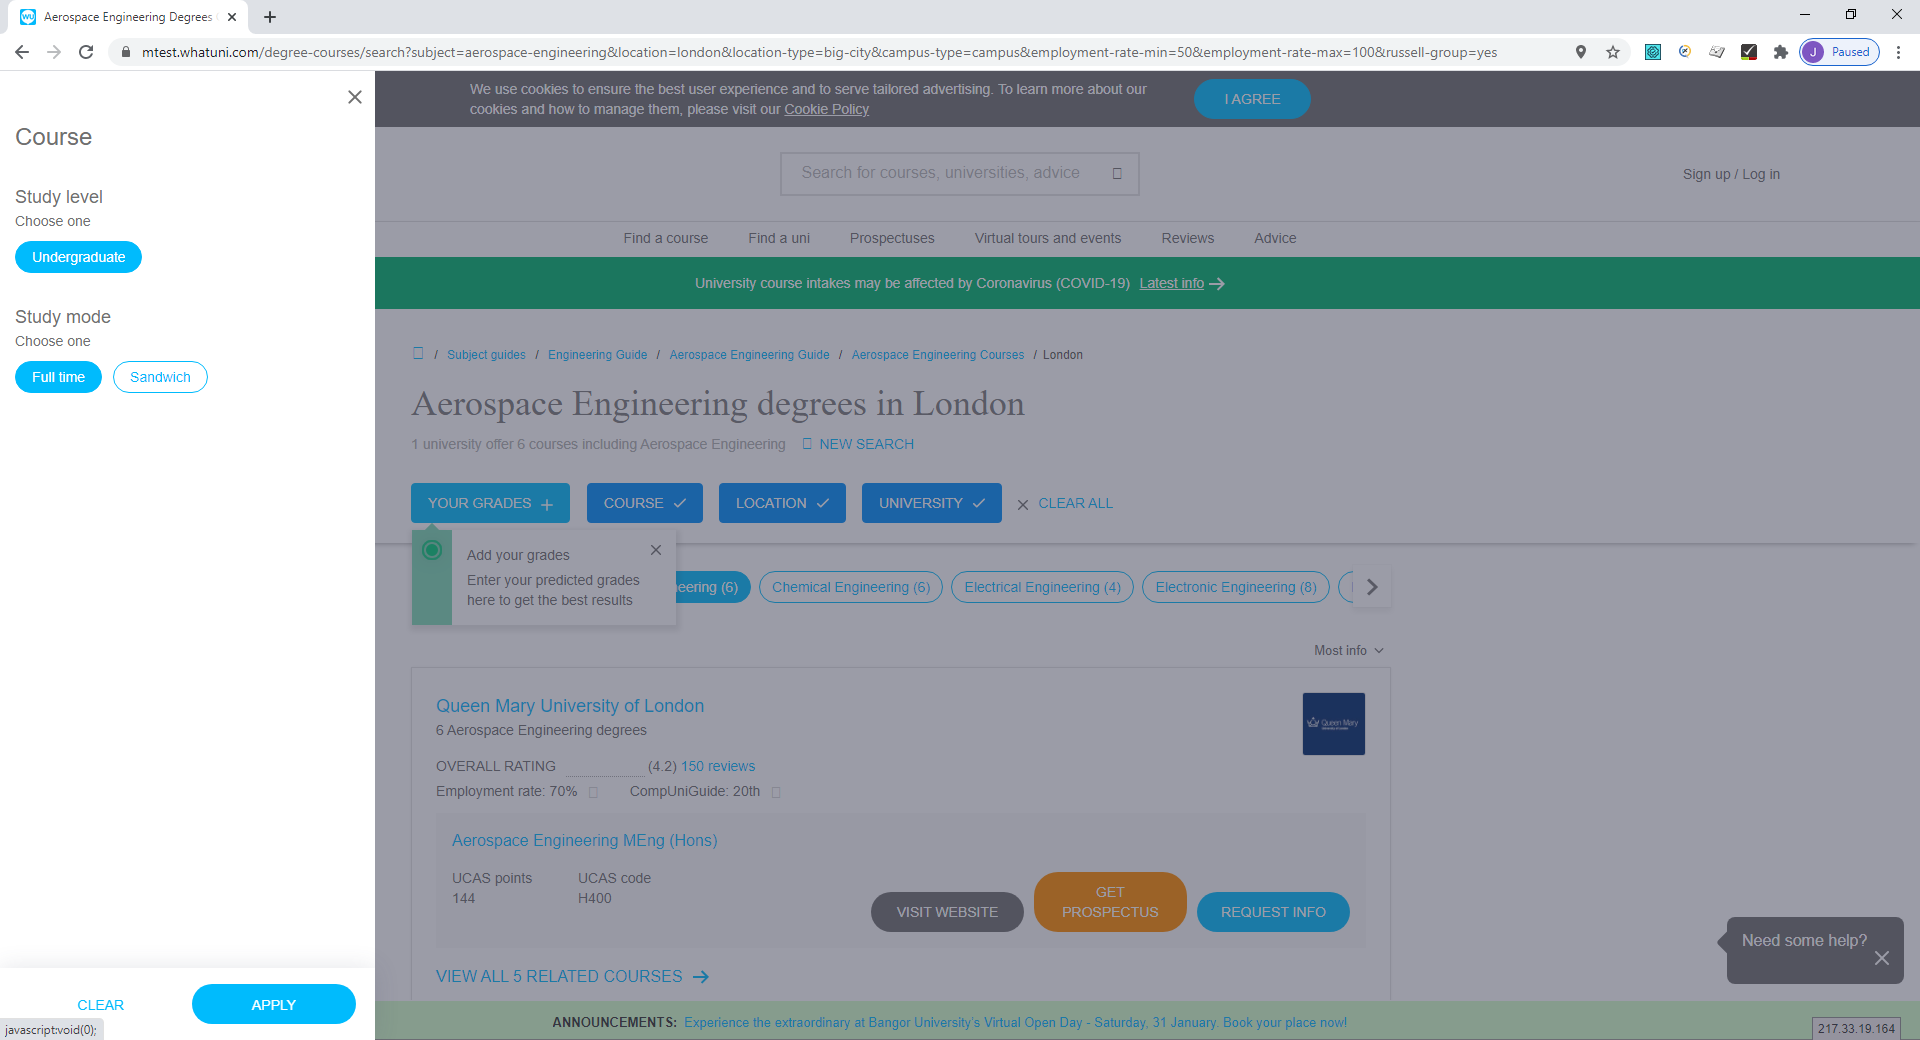 Aerospace Engineering Degrees
mtest.whatuni.com/degree-courses/search?subject=aerospace-engineering&location=london&location-type=big-city&campus-type=campus&employment-rate-min=50&employment-rate-max=100&russell-group=yes
J Paused
Course
Study level
Choose one
Undergraduate
Study mode
Choose one
Full time Sandwich
CLEAR APPLY
javascript:void(0);
We use cookies to ensure the best user experience and to serve tailored advertising. To learn more about our
cookies and how to manage them, please visit our Cookie Policy
I AGREE
Search for courses, universities, advice
Sign up / Log in
Find a course Find a uni Prospectuses Virtual tours and events Reviews Advice
University course intakes may be affected by Coronavirus (COVID-19) Latest info
/ Subject guides / Engineering Guide / Aerospace Engineering Guide / Aerospace Engineering Courses / London
Aerospace Engineering degrees in London
1 university offer 6 courses including Aerospace Engineering NEW SEARCH
YOUR GRADES COURSE LOCATION UNIVERSITY CLEAR ALL
Add your grades
Enter your predicted grades
here to get the best results
eering (6) Chemical Engineering (6) Electrical Engineering (4) Electronic Engineering (8)
Most info
Queen Mary University of London
6 Aerospace Engineering degrees
Queen Mary
OVERALL RATING (4.2) 150 reviews
Employment rate: 70% CompUniGuide: 20th
Aerospace Engineering MEng (Hons)
UCAS points UCAS code
144 H400
VISIT WEBSITE
GET
PROSPECTUS
REQUEST INFO
VIEW ALL 5 RELATED COURSES
Need some help?
ANNOUNCEMENTS: Experience the extraordinary at Bangor University's Virtual Open Day - Saturday, 31 January. Book your place now!
217.33.19.164